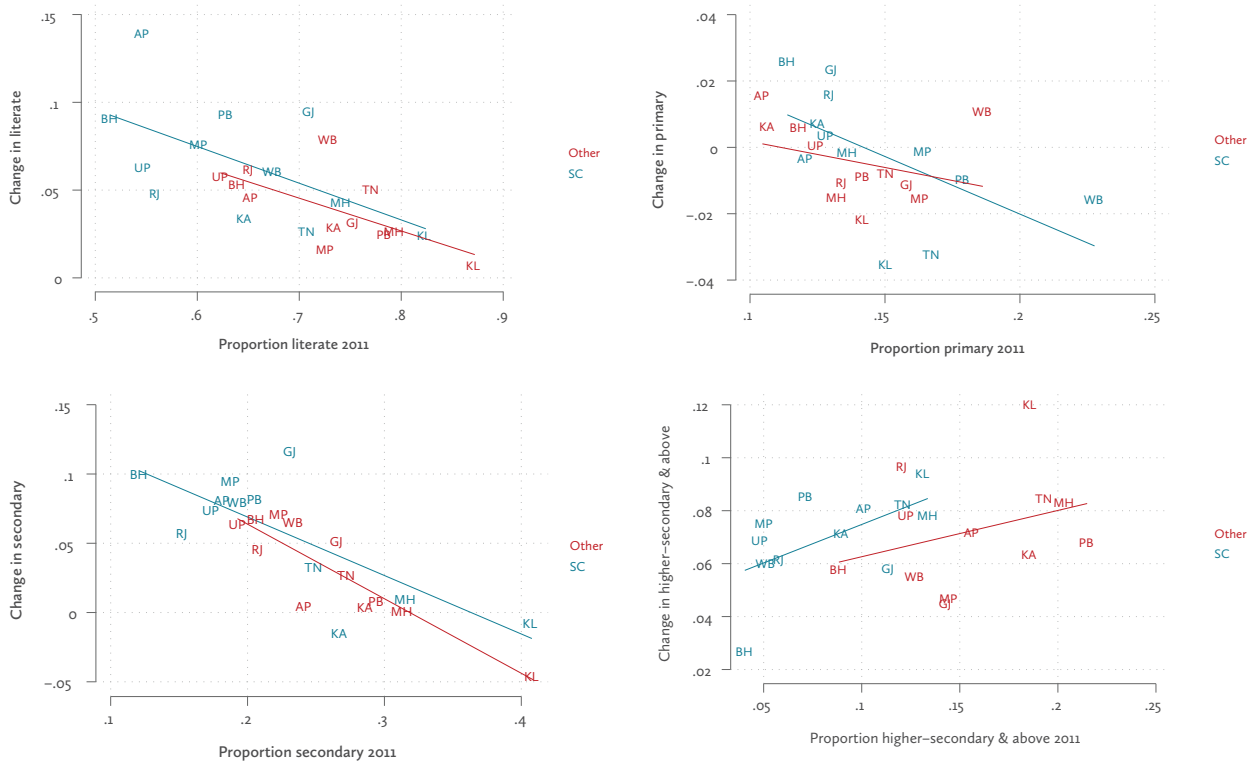 .15
AP
.1
BH
PB
GJ
WB
MP
UP
RJ
UP
BH
RJ
WB
AP
TN
.05
RJ
MH
KA
TN
KA
GJ
PB
MH
KL
MP
KL
0
.5
.6
.7
.8
.9
Change in literate
Proportion literate 2011
Other
SC
.04
BH
GJ
.02
AP
RJ
WB
KA
BH
KA
UP
UP
0
AP
MH
MP
RJ
PB
TN
GJ
PB
MH
MP
WB
−.02
KL
TN
KL
−.04
.1
.15
.2
.25
Change in primary
Proportion primary 2011
Other
SC
.15
GJ
.1
BH
MP
AP
WB
PB
UP
UP
BH
MP
WB
RJ
RJ
GJ
.05
TN
TN
AP
KA
PB
MH
MH
0
KA
KL
KL
−.05
.1
.2
.3
.4
Change in secondary
Proportion secondary 2011
Other
SC
.12
KL
.1
RJ
KL
PB
AP
TN
UP
MH
TN
MH
.08
MP
UP
KA
AP
PB
WB
RJ
BH
GJ
WB
KA
.06
MP
GJ
.04
BH
.02
.05
.1
.15
.2
.25
Change in higher–secondary & above
Proportion higher–secondary & above 2011
Other
SC